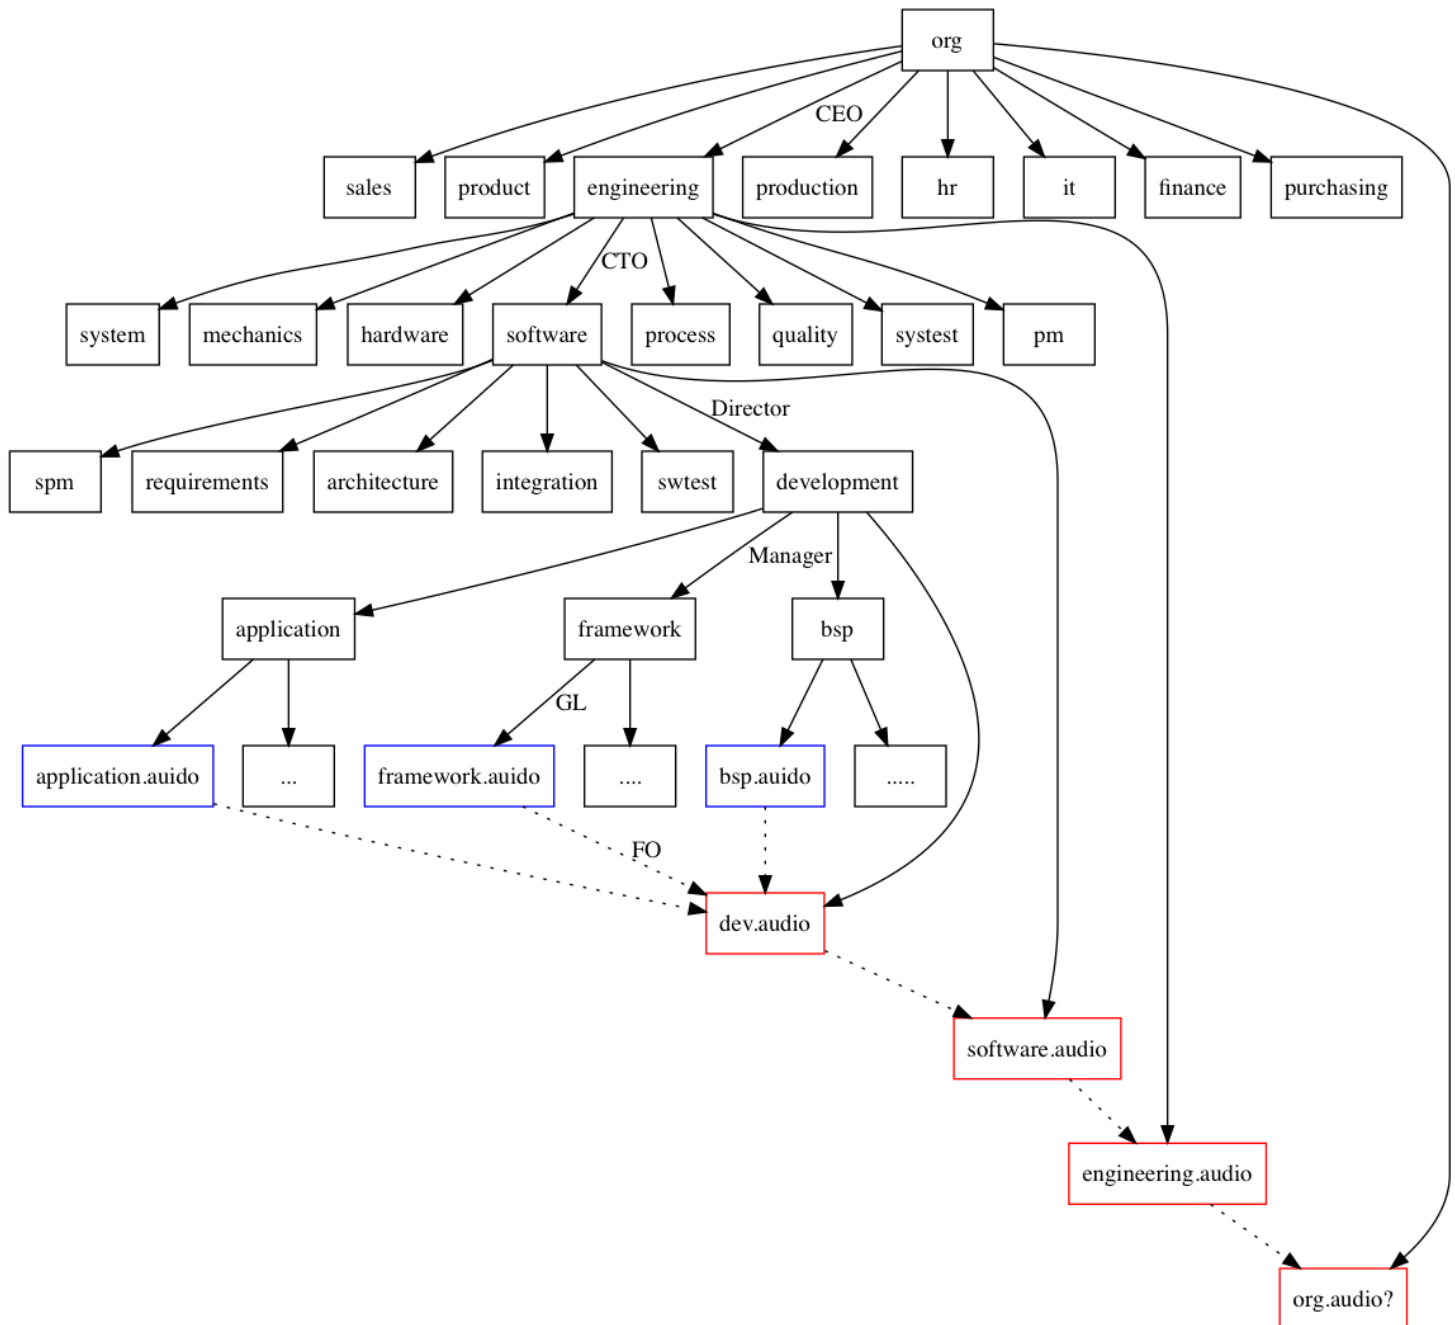 org
CEO
sales
product
engineering
production
hr
it
finance
purchasing
CTO
system
mechanics
hardware
software
process
quality
systest
pm
Director
spm
requirements
architecture
integration
swtest
development
Manager
application
framework
bsp
GL
application.auido
...
framework.auido
....
bsp.auido
.....
FO
dev.audio
software.audio
engineering.audio
org.audio?